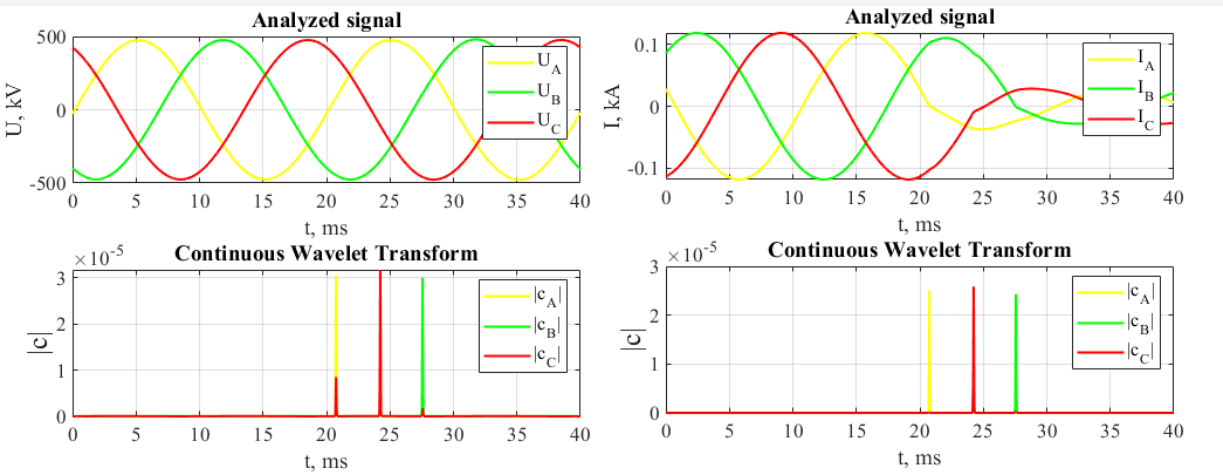 Analyzed signal
500
0
-500
U, kV
U_A
U_B
U_C
0 5 10 15 20 25 30 35 40
t, ms
Analyzed signal
0.1
0
-0.1
I, kA
I_A
I_B
I_C
0 5 10 15 20 25 30 35 40
t, ms
×10⁻⁵
Continuous Wavelet Transform
3
2
1
0
|c|
|c_A|
|c_B|
|c_C|
0 5 10 15 20 25 30 35 40
t, ms
×10⁻⁵
Continuous Wavelet Transform
3
2
1
0
|c|
|c_A|
|c_B|
|c_C|
0 5 10 15 20 25 30 35 40
t, ms